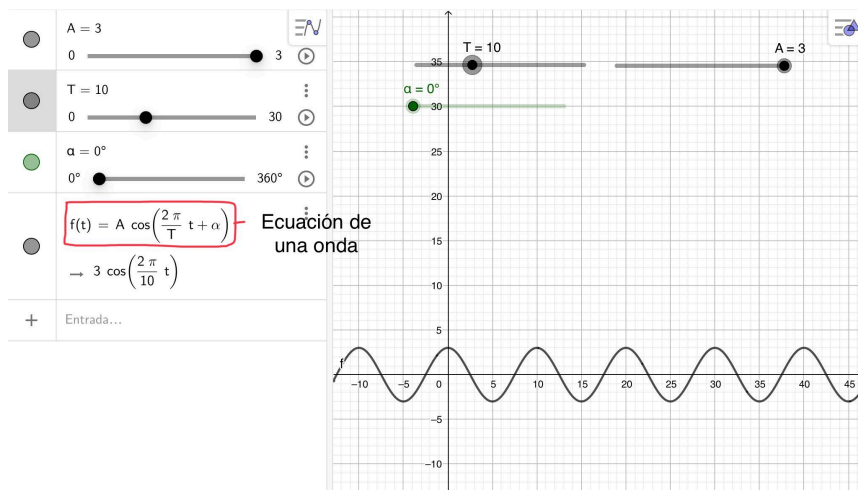 A = 3
0 3
T = 10
0 30
α = 0°
0° 360°
f(t) = A cos(2 π / T t + α)
→ 3 cos(2 π / 10 t)
Ecuación de
una onda
+ Entrada…
T = 10
A = 3
α = 0°
35
30
25
20
15
10
5
f
−10 −5 0 5 10 15 20 25 30 35 40 45
−5
−10